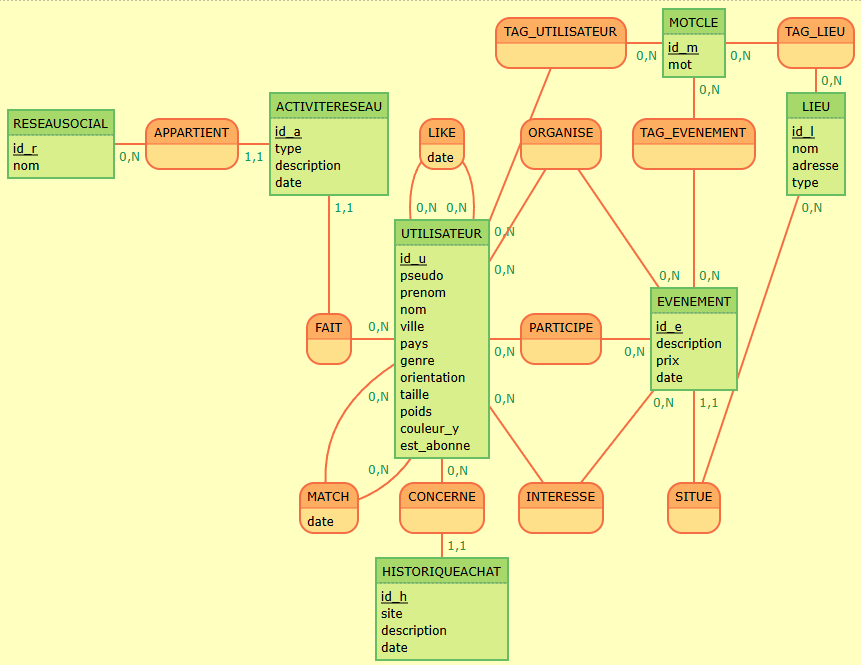 TAG_UTILISATEUR
0,N
MOTCLE
id_m
mot
0,N
TAG_LIEU
0,N
0,N
RESEAUSOCIAL
id_r
nom
0,N
APPARTIENT
1,1
ACTIVITERESEAU
id_a
type
description
date
1,1
LIKE
date
0,N
0,N
ORGANISE
TAG_EVENEMENT
LIEU
id_l
nom
adresse
type
0,N
UTILISATEUR
id_u
pseudo
prenom
nom
ville
pays
genre
orientation
taille
poids
couleur_y
est_abonne
0,N
0,N
0,N
0,N
EVENEMENT
id_e
description
prix
date
FAIT
0,N
0,N
PARTICIPE
0,N
0,N
0,N
0,N
1,1
0,N
0,N
MATCH
date
CONCERNE
INTERESSE
SITUE
1,1
HISTORIQUEACHAT
id_h
site
description
date